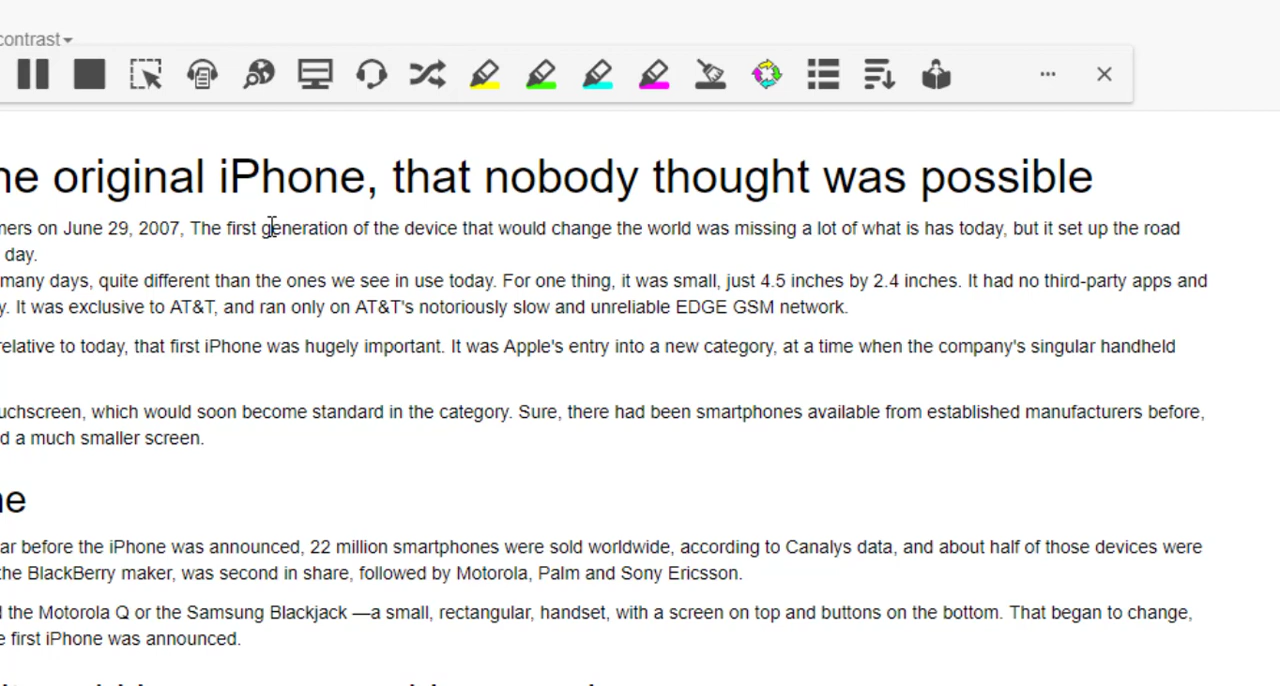 contrast
ne original iPhone, that nobody thought was possible
ners on June 29, 2007, The first generation of the device that would change the world was missing a lot of what is has today, but it set up the road
day.
many days, quite different than the ones we see in use today. For one thing, it was small, just 4.5 inches by 2.4 inches. It had no third-party apps and
y. It was exclusive to AT&T, and ran only on AT&T's notoriously slow and unreliable EDGE GSM network.
relative to today, that first iPhone was hugely important. It was Apple's entry into a new category, at a time when the company's singular handheld
uchscreen, which would soon become standard in the category. Sure, there had been smartphones available from established manufacturers before,
d a much smaller screen.
ne
ar before the iPhone was announced, 22 million smartphones were sold worldwide, according to Canalys data, and about half of those devices were
the BlackBerry maker, was second in share, followed by Motorola, Palm and Sony Ericsson.
d the Motorola Q or the Samsung Blackjack —a small, rectangular, handset, with a screen on top and buttons on the bottom. That began to change,
e first iPhone was announced.